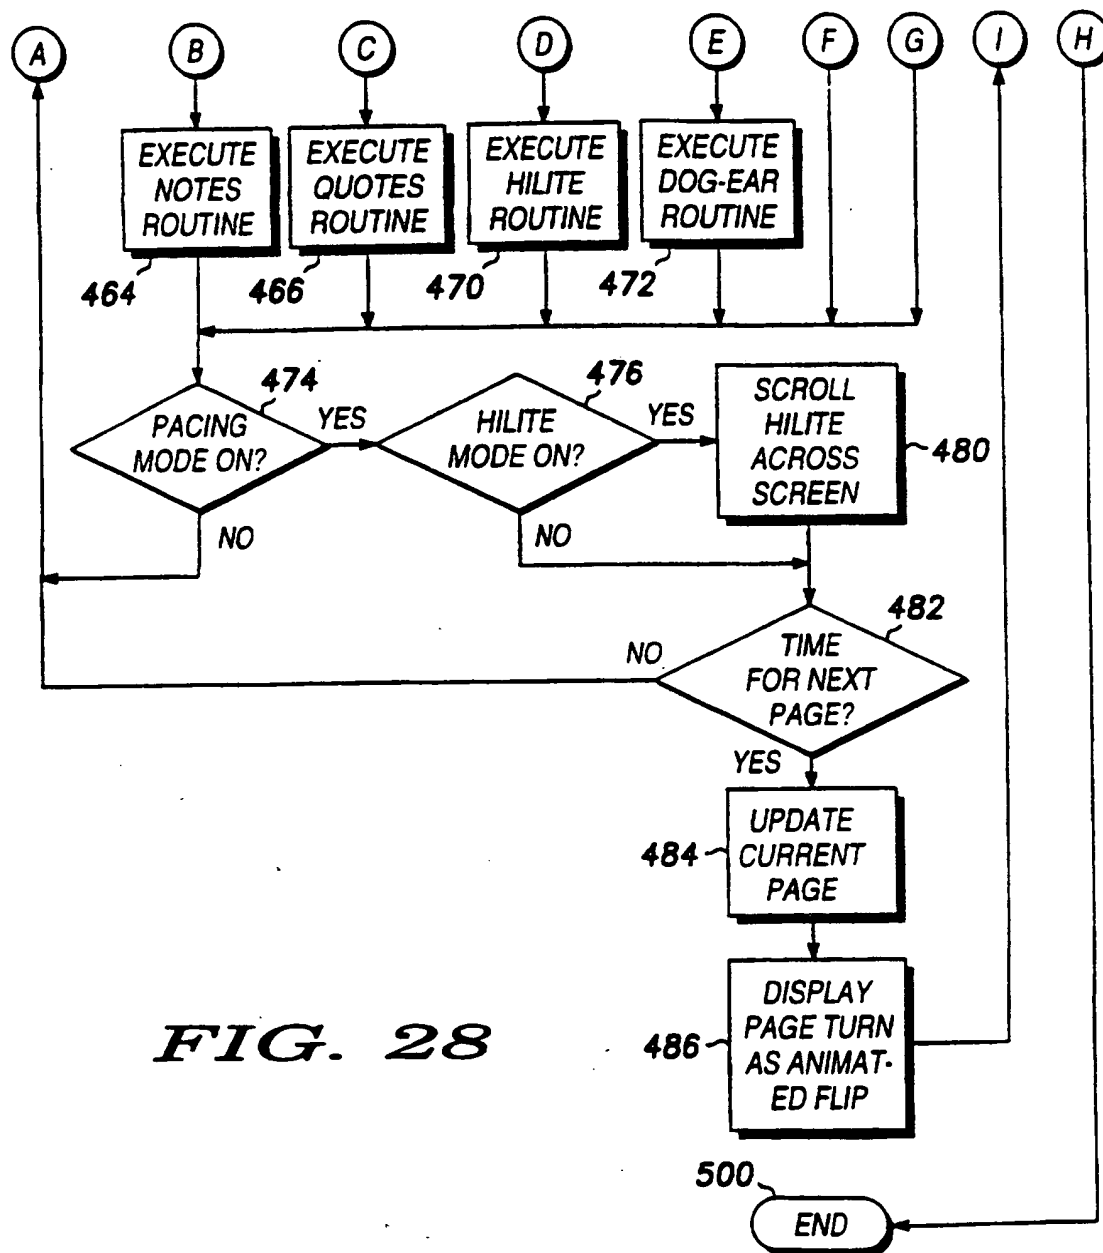 A B C D E F G I H
EXECUTE
NOTES
ROUTINE
464
EXECUTE
QUOTES
ROUTINE
466
EXECUTE
HILITE
ROUTINE
470
EXECUTE
DOG-EAR
ROUTINE
472
474
PACING
MODE ON?
YES
NO
476
HILITE
MODE ON?
YES
NO
SCROLL
HILITE
ACROSS
SCREEN
480
482
TIME
FOR NEXT
PAGE?
NO
YES
UPDATE
CURRENT
PAGE
484
DISPLAY
PAGE TURN
AS ANIMAT-
ED FLIP
486
FIG. 28
500
END